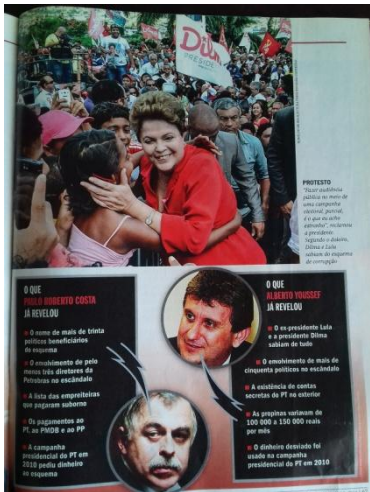 Dilma
PRESIDE
PROTESTO
"Fazer audiência
pública no meio de
uma campanha
eleitoral, parcial,
é o que eu acho
estranho", reclamou
a presidente.
Segundo o doleiro,
Dilma e Lula
sabiam do esquema
de corrupção
O QUE
PAULO ROBERTO COSTA
JÁ REVELOU
O nome de mais de trinta
políticos beneficiários
do esquema
O envolvimento de pelo
menos três diretores da
Petrobras no escândalo
A lista das empreiteiras
que pagaram suborno
Os pagamentos ao
PT, ao PMDB e ao PP
A campanha
presidencial do PT em
2010 pediu dinheiro
ao esquema
O QUE
ALBERTO YOUSSEF
JÁ REVELOU
O ex-presidente Lula
e a presidente Dilma
sabiam de tudo
O envolvimento de mais de
cinquenta políticos no escândalo
A existência de contas
secretas do PT no exterior
As propinas variavam de
100 000 a 150 000 reais
por mês
O dinheiro desviado foi
usado na campanha
presidencial do PT em 2010